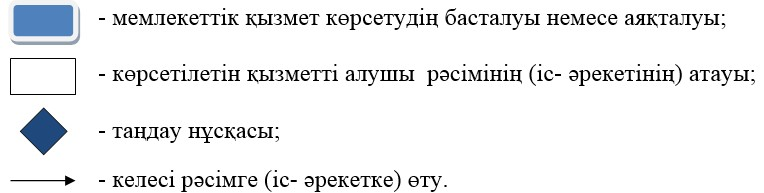 - мемлекеттік қызмет көрсетудің басталуы немесе аяқталуы;
- көрсетілетін қызметті алушы рәсімінің (іс- әрекетінің) атауы;
- таңдау нұсқасы;
- келесі рәсімге (іс- әрекетке) өту.